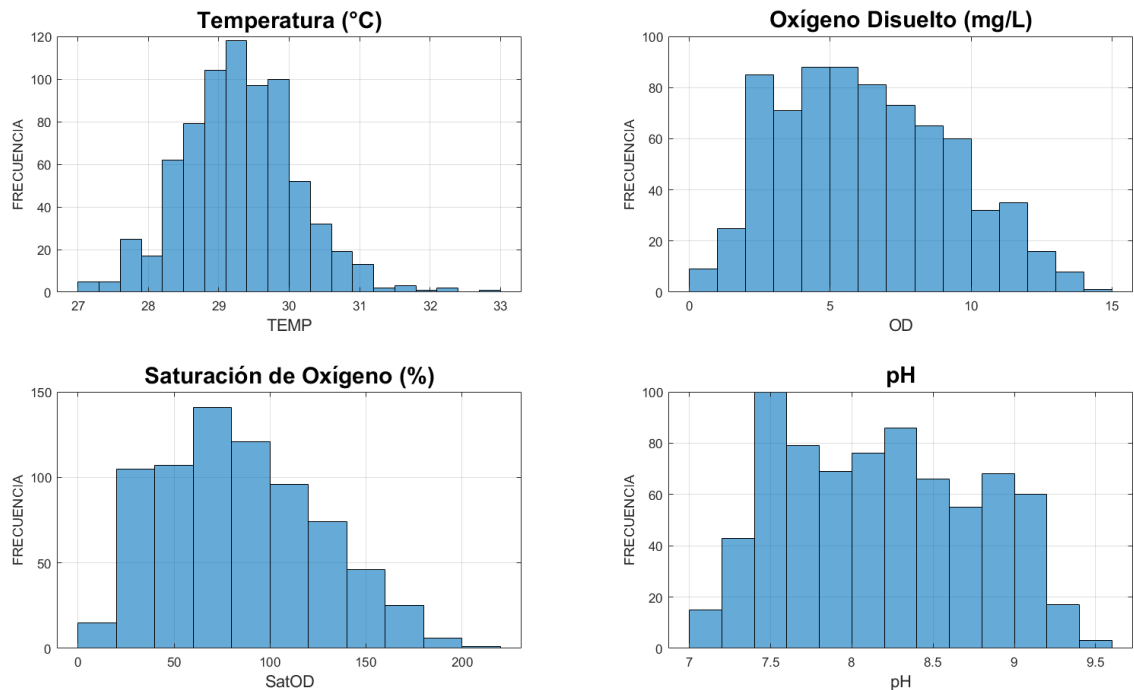 Temperatura (°C)
120
100
80
60
40
20
0
FRECUENCIA
27 28 29 30 31 32 33
TEMP
Oxígeno Disuelto (mg/L)
100
80
60
40
20
0
FRECUENCIA
0 5 10 15
OD
Saturación de Oxígeno (%)
150
100
50
0
FRECUENCIA
0 50 100 150 200
SatOD
pH
100
80
60
40
20
0
FRECUENCIA
7 7.5 8 8.5 9 9.5
pH